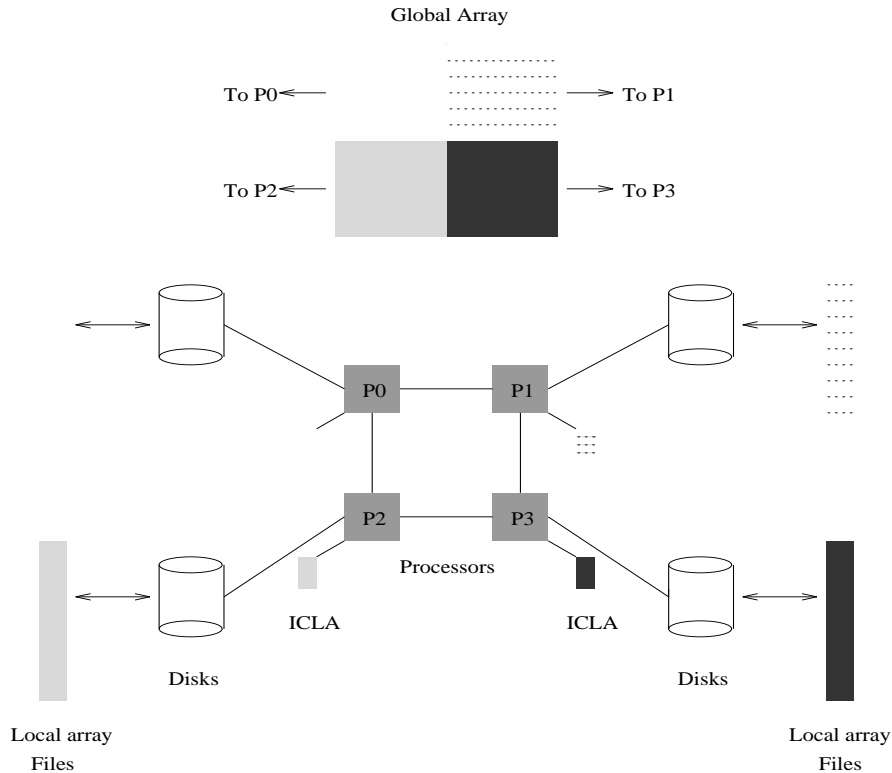 Global Array
To P0
To P1
To P2
To P3
P0
P1
P2
P3
Processors
ICLA
ICLA
Disks
Disks
Local array
Files
Local array
Files